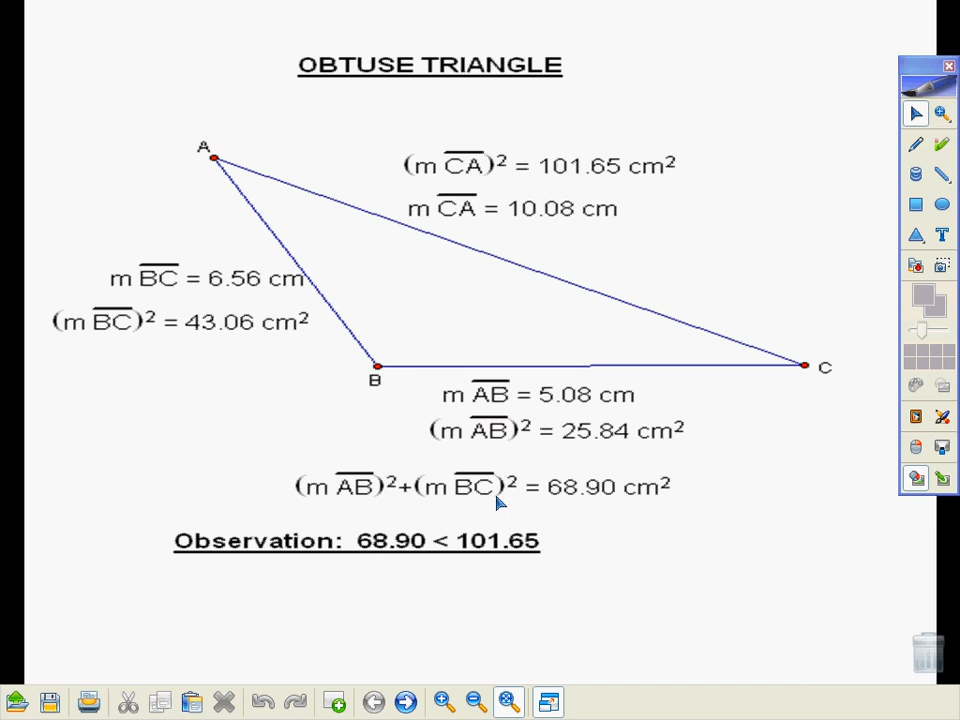 OBTUSE TRIANGLE
A
(m CA)² = 101.65 cm²
m CA = 10.08 cm
m BC = 6.56 cm
(m BC)² = 43.06 cm²
B
C
m AB = 5.08 cm
(m AB)² = 25.84 cm²
(m AB)²+(m BC)² = 68.90 cm²
Observation: 68.90 < 101.65
T